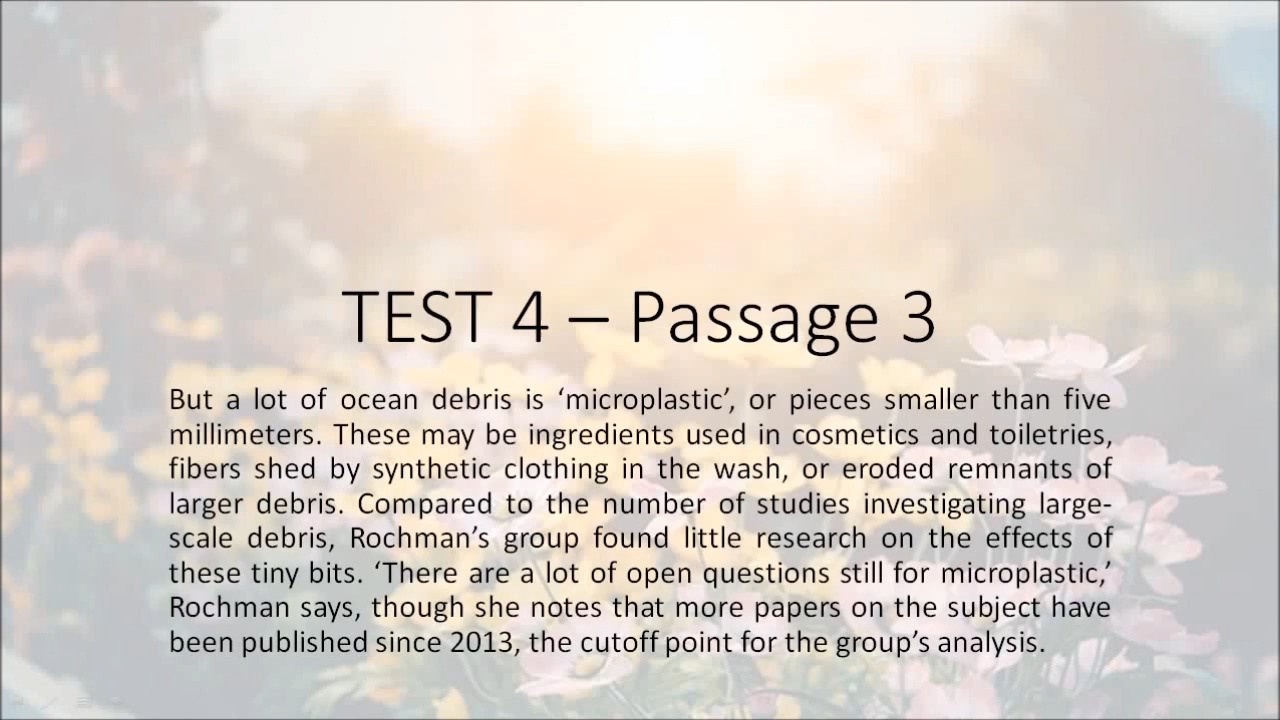 TEST 4 – Passage 3
But a lot of ocean debris is ‘microplastic’, or pieces smaller than five
millimeters. These may be ingredients used in cosmetics and toiletries,
fibers shed by synthetic clothing in the wash, or eroded remnants of
larger debris. Compared to the number of studies investigating large-
scale debris, Rochman’s group found little research on the effects of
these tiny bits. ‘There are a lot of open questions still for microplastic,’
Rochman says, though she notes that more papers on the subject have
been published since 2013, the cutoff point for the group’s analysis.